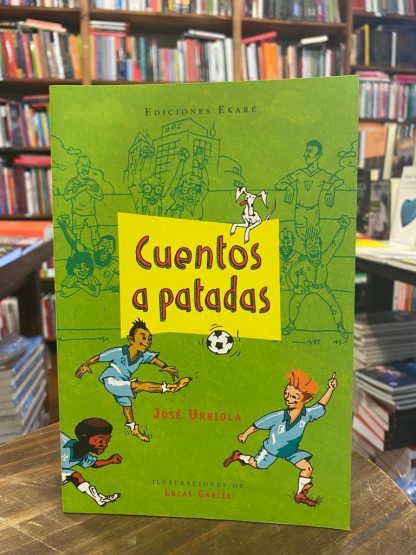 EDICIONES EKARÉ
Cuentos
a patadas
JOSÉ URRIOLA
ILUSTRACIONES DE
LUCAS GARCÍA